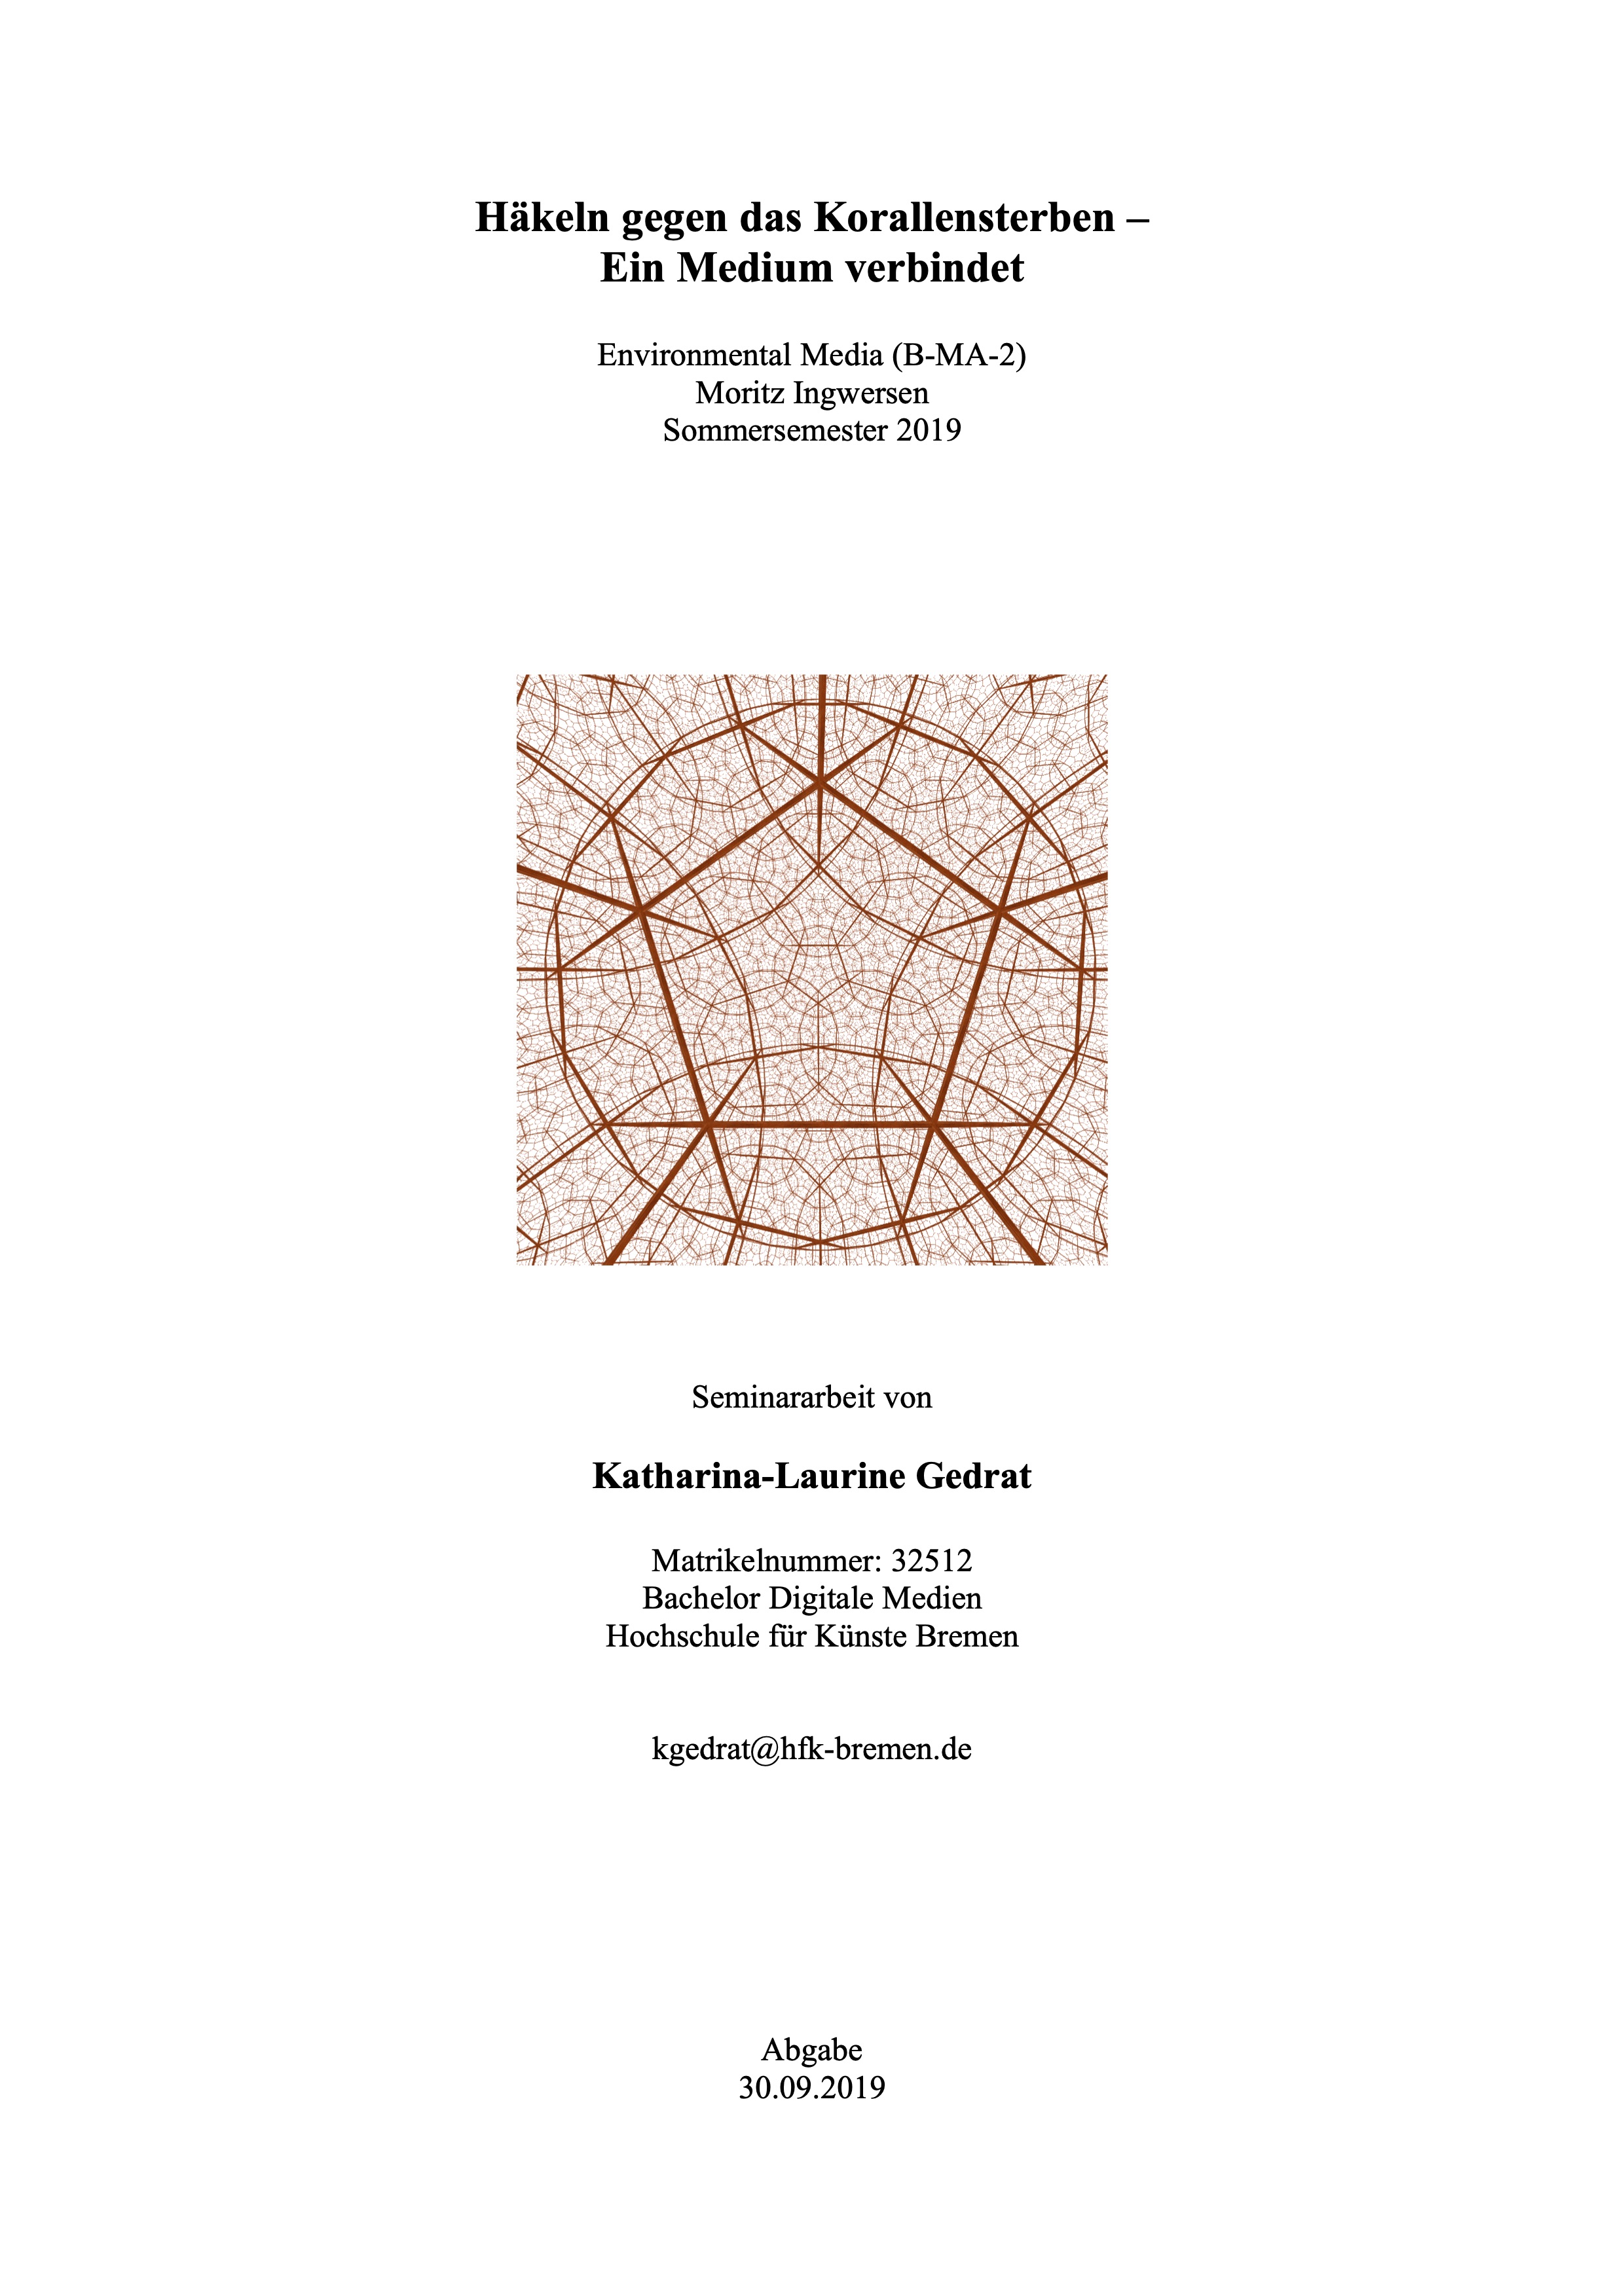 Häkeln gegen das Korallensterben –
Ein Medium verbindet
Environmental Media (B-MA-2)
Moritz Ingwersen
Sommersemester 2019
Seminararbeit von
Katharina-Laurine Gedrat
Matrikelnummer: 32512
Bachelor Digitale Medien
Hochschule für Künste Bremen
kgedrat@hfk-bremen.de
Abgabe
30.09.2019